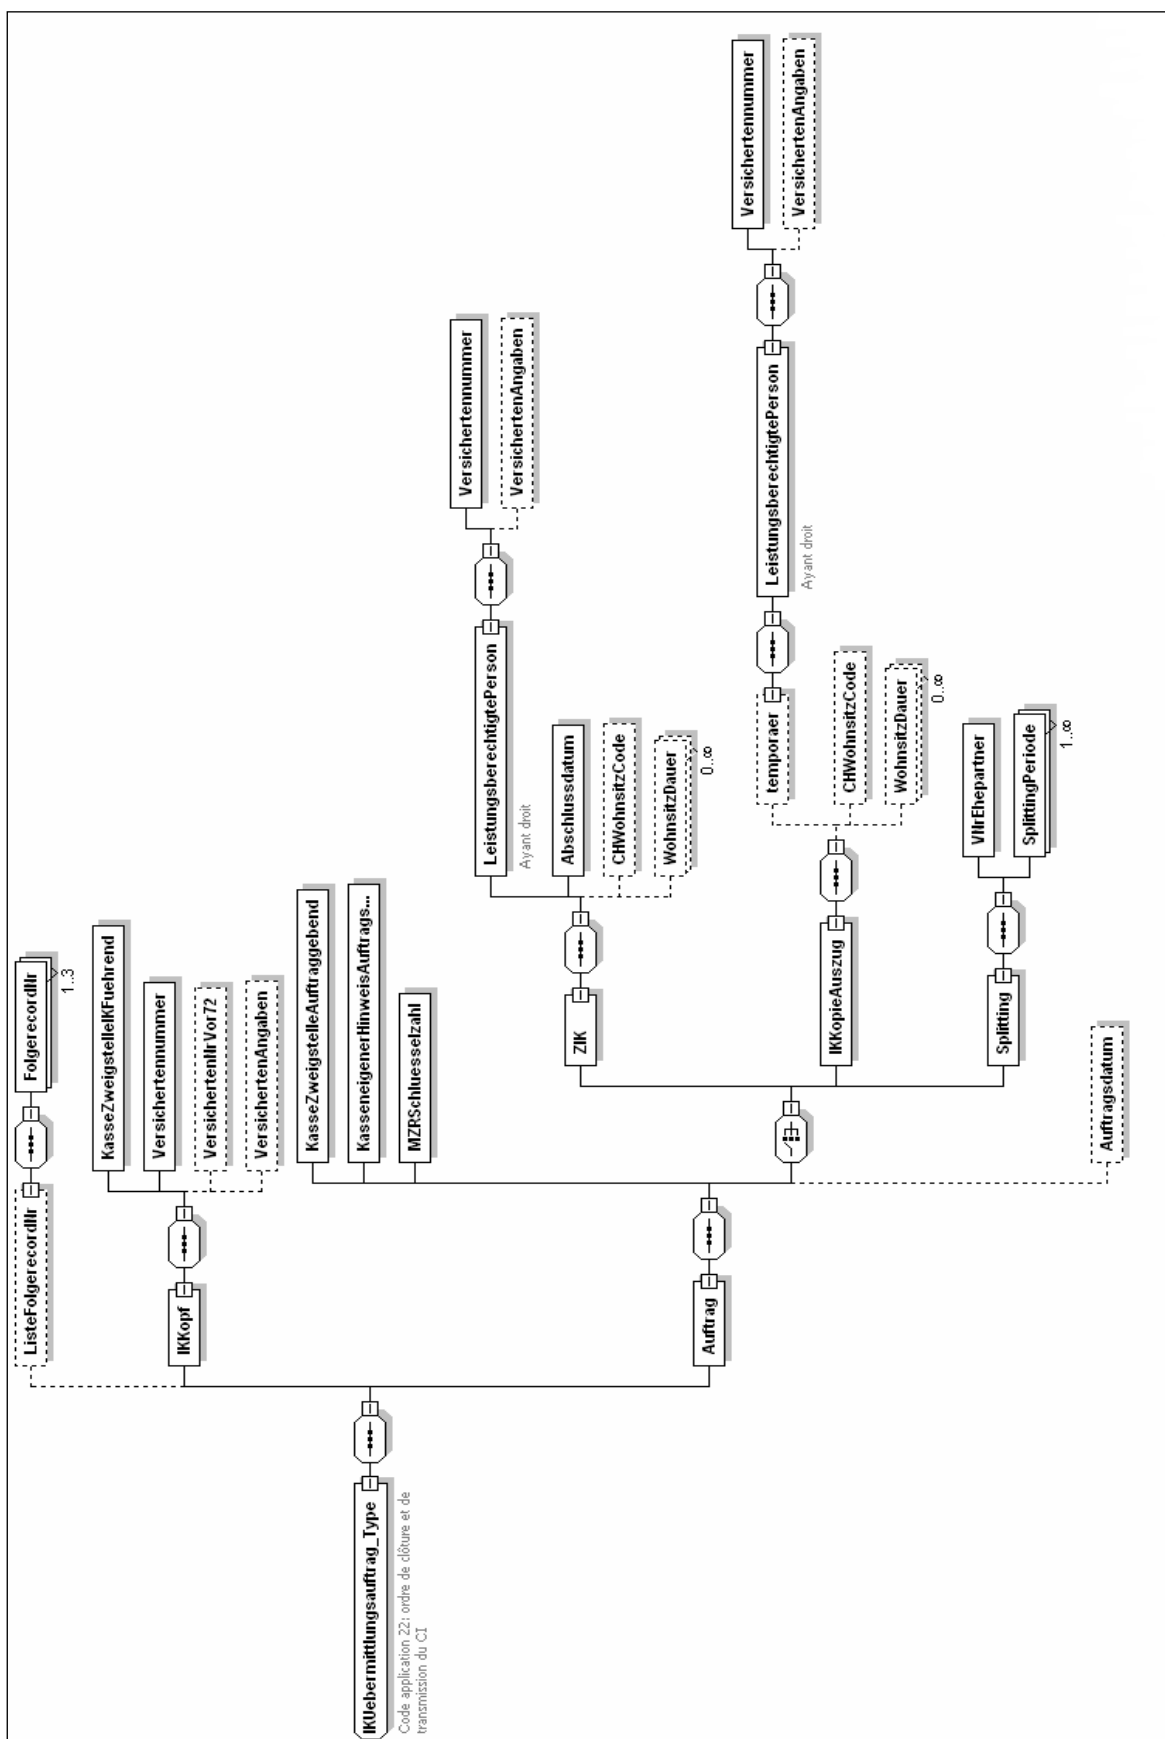 IKUebermittlungsauftrag_Type
Code application 22: ordre de clôture et de
transmission du CI
ListeFolgerecordNr
FolgerecordNr
1..3
IKKopf
KasseZweigstelleIKFuehrend
Versichertennummer
VersichertenNrVor72
VersichertenAngaben
Auftrag
KasseZweigstelleAuftraggebend
KasseneigenerHinweisAuftrags...
MZRSchluesselzahl
ZIK
LeistungsberechtigtePerson
Ayant droit
Versichertennummer
VersichertenAngaben
Abschlussdatum
CHWohnsitzCode
WohnsitzDauer
0..∞
IKKopieAuszug
temporaer
LeistungsberechtigtePerson
Ayant droit
Versichertennummer
VersichertenAngaben
CHWohnsitzCode
WohnsitzDauer
0..∞
Splitting
VNrEhepartner
SplittingPeriode
1..∞
Auftragsdatum